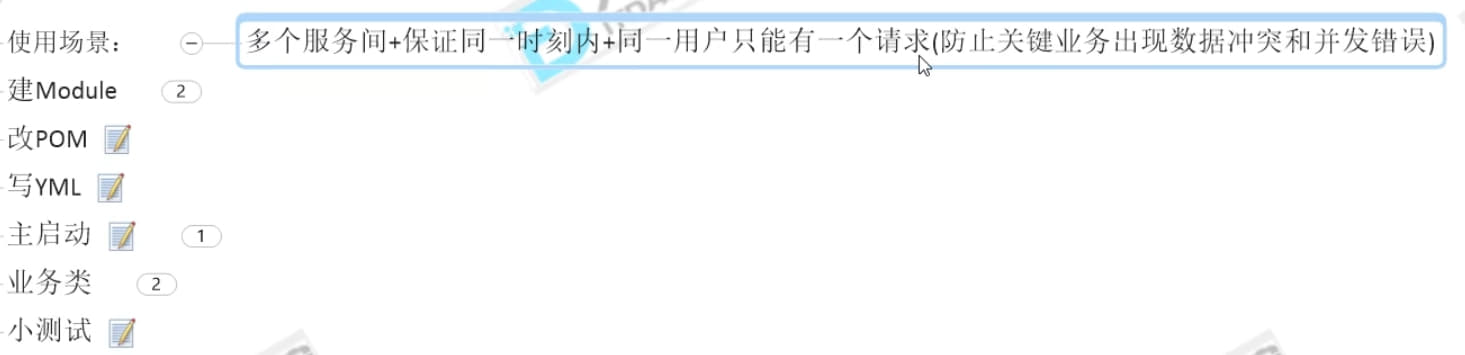 使用场景： 多个服务间+保证同一时刻内+同一用户只能有一个请求(防止关键业务出现数据冲突和并发错误)
建Module 2
改POM
写YML
主启动 1
业务类 2
小测试